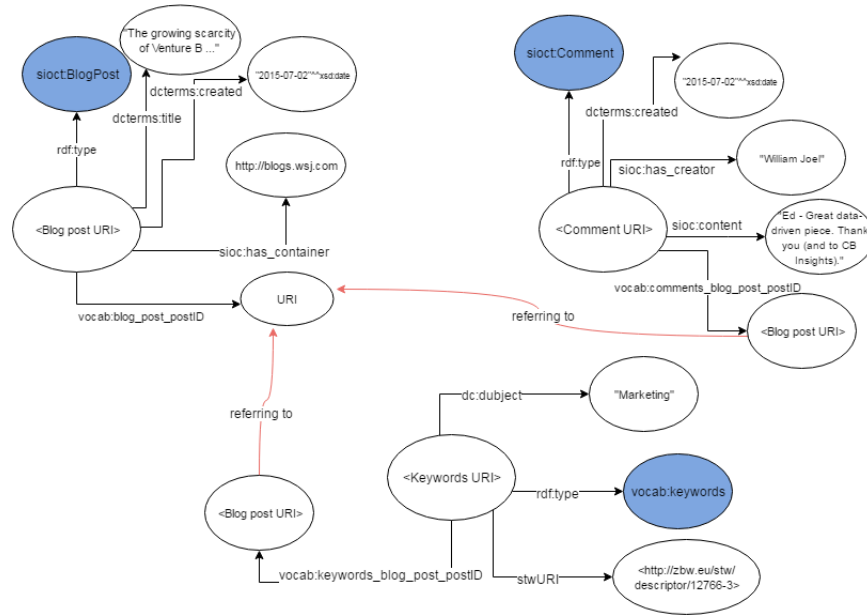 "The growing scarcity
of Venture B ..."
sioct:BlogPost
dcterms:created
"2015-07-02"^^xsd:date
dcterms:title
rdf:type
http://blogs.wsj.com
<Blog post URI>
sioc:has_container
vocab:blog_post_postID
URI
sioct:Comment
dcterms:created
"2015-07-02"^^xsd:date
rdf:type
sioc:has_creator
"William Joel"
<Comment URI>
sioc:content
"Ed - Great data-
driven piece. Thank
you (and to CB
Insights)."
vocab:comments_blog_post_postID
referring to
<Blog post URI>
referring to
dc:dubject
"Marketing"
<Keywords URI>
rdf:type
vocab:keywords
<Blog post URI>
vocab:keywords_blog_post_postID
stwURI
<http://zbw.eu/stw/
descriptor/12766-3>